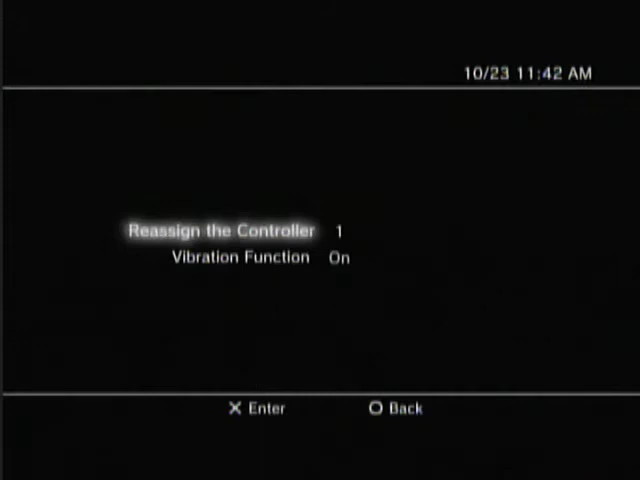 10/23 11:42 AM
Reassign the Controller 1
Vibration Function On
X Enter O Back